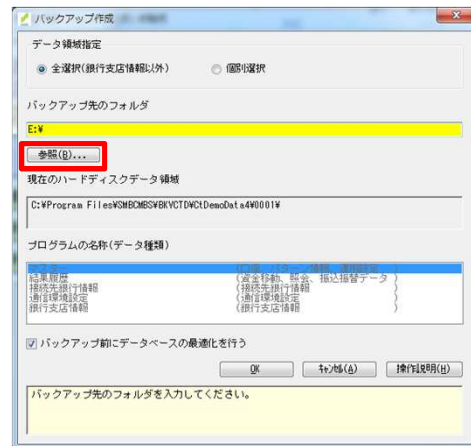 バックアップ作成
データ領域指定
全選択(銀行支店情報以外)
個別選択
バックアップ先のフォルダ
E:¥
参照(R)...
現在のハードディスクデータ領域
C:¥Program Files¥SMBCMBS¥BKVCTD¥CtDemoData4¥0001¥
プログラムの名称(データ種類)
マスター
結果履歴 (資金移動、照会、振込振替データ )
接続先銀行情報 (接続先銀行情報 )
通信環境設定 (通信環境設定 )
銀行支店情報 (銀行支店情報 )
バックアップ前にデータベースの最適化を行う
OK
キャンセル(A)
操作説明(H)
バックアップ先のフォルダを入力してください。